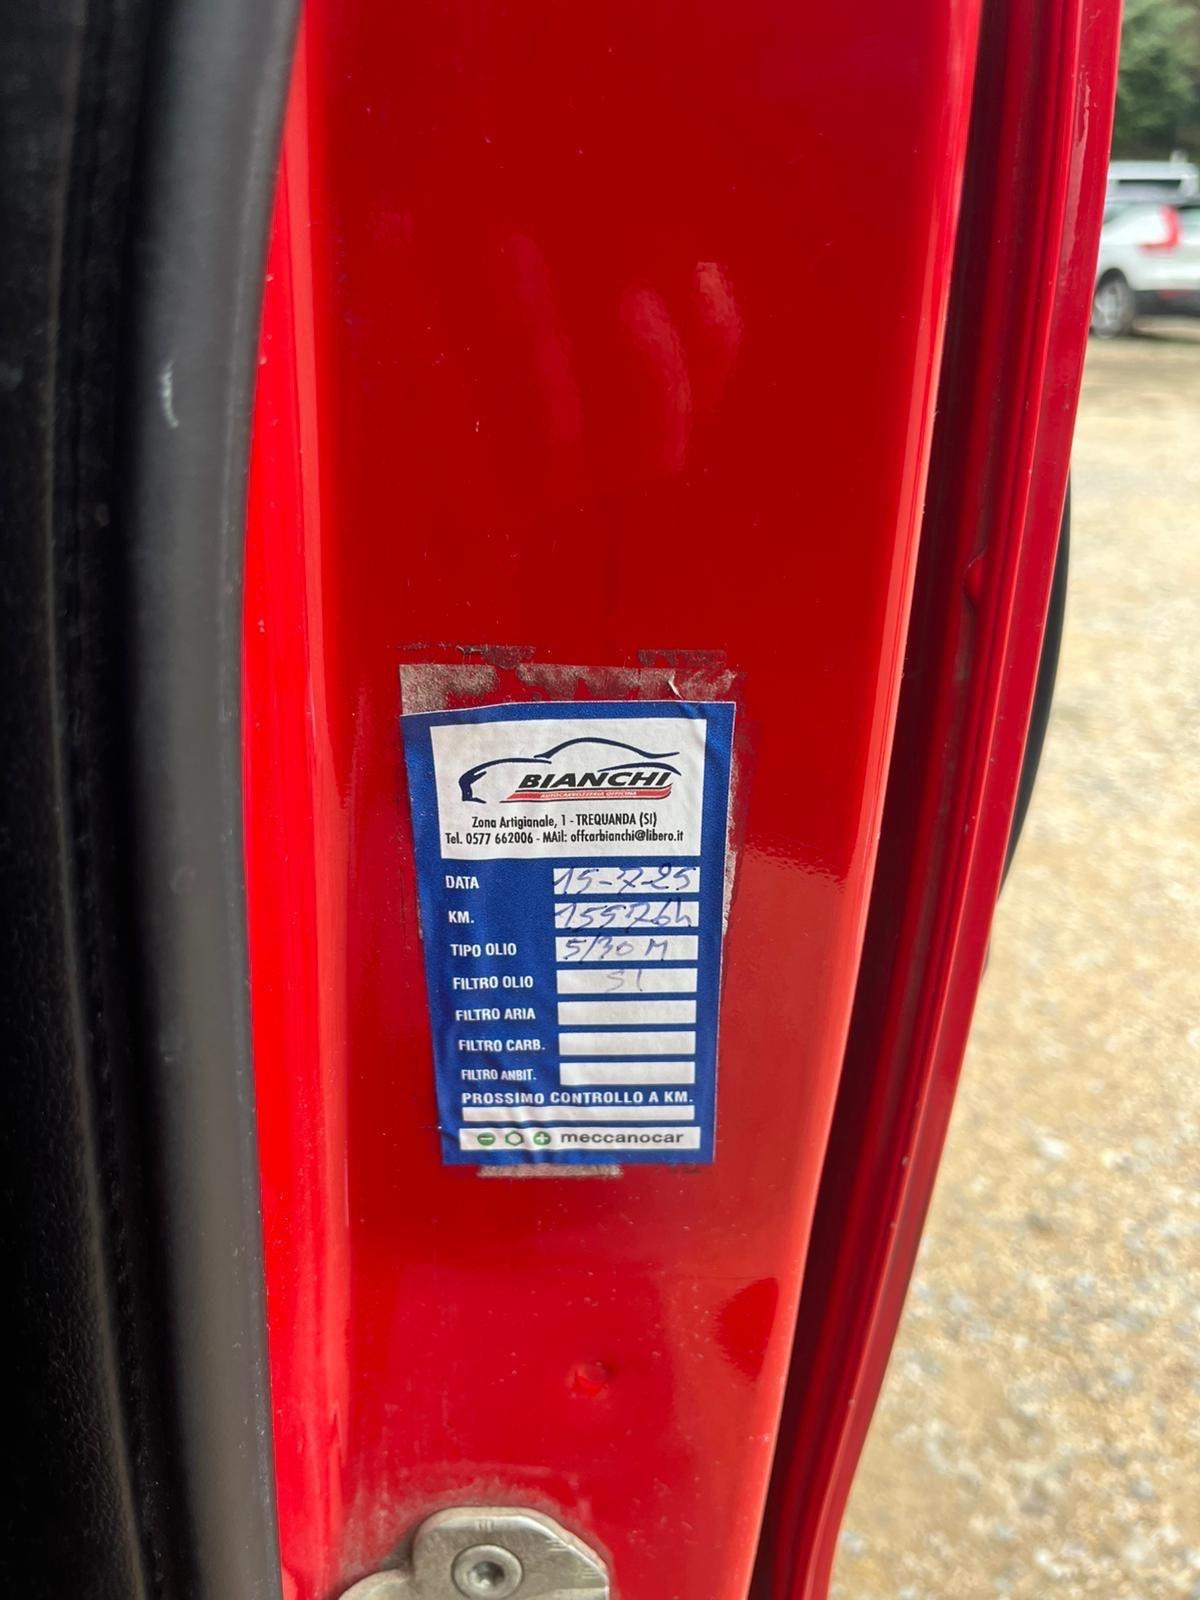 BIANCHI
AUTOCARROZZERIA OFFICINA
Zona Artigianale, 1 - TREQUANDA (SI)
Tel. 0577 662006 - MAil: offcarbianchi@libero.it
DATA 15-7-25
KM. 155764
TIPO OLIO 5/30 M
FILTRO OLIO SI
FILTRO ARIA
FILTRO CARB.
FILTRO ANBIT.
PROSSIMO CONTROLLO A KM.
meccanocar